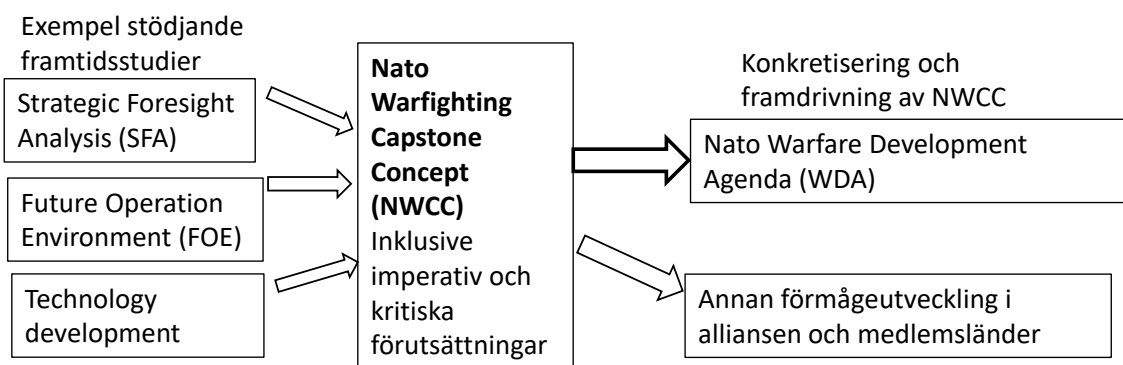 Exempel stödjande
framtidsstudier
Strategic Foresight
Analysis (SFA)
Future Operation
Environment (FOE)
Technology
development
Nato
Warfighting
Capstone
Concept
(NWCC)
Inklusive
imperativ och
kritiska
förutsättningar
Konkretisering och
framdrivning av NWCC
Nato Warfare Development
Agenda (WDA)
Annan förmågeutveckling i
alliansen och medlemsländer